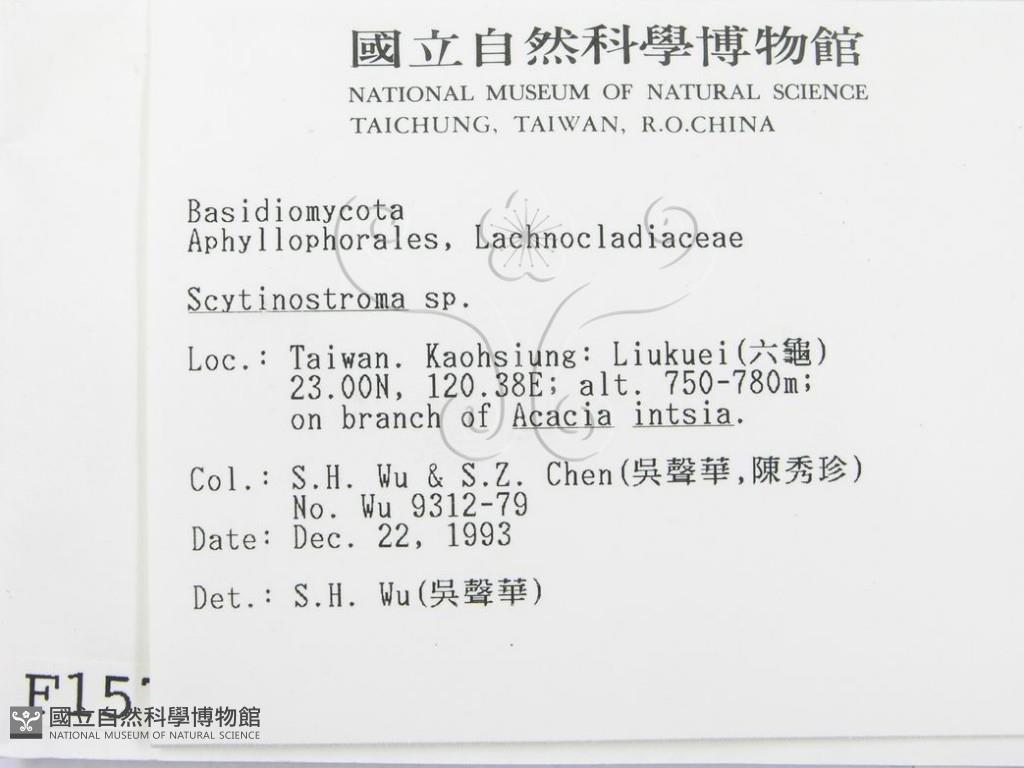 國立自然科學博物館
NATIONAL MUSEUM OF NATURAL SCIENCE
TAICHUNG, TAIWAN, R.O.CHINA
Basidiomycota
Aphyllophorales, Lachnocladiaceae
Scytinostroma sp.
Loc.: Taiwan. Kaohsiung: Liukuei(六龜)
23.00N, 120.38E; alt. 750-780m;
on branch of Acacia intsia.
Col.: S.H. Wu & S.Z. Chen(吳聲華,陳秀珍)
No. Wu 9312-79
Date: Dec. 22, 1993
Det.: S.H. Wu(吳聲華)
F15
國立自然科學博物館
NATIONAL MUSEUM OF NATURAL SCIENCE